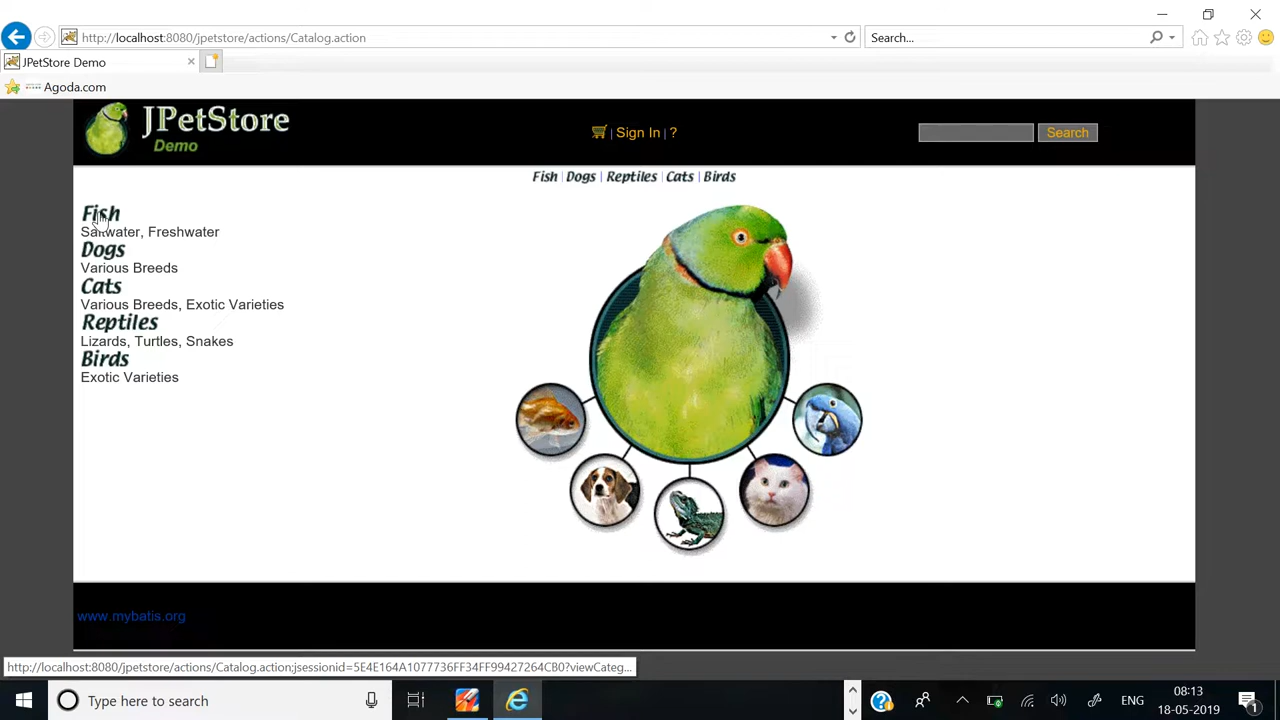 http://localhost:8080/jpetstore/actions/Catalog.action
Search...
JPetStore Demo
Agoda.com
JPetStore
Demo
| Sign In | ?
Search
Fish | Dogs | Reptiles | Cats | Birds
Fish
Saltwater, Freshwater
Dogs
Various Breeds
Cats
Various Breeds, Exotic Varieties
Reptiles
Lizards, Turtles, Snakes
Birds
Exotic Varieties
www.mybatis.org
http://localhost:8080/jpetstore/actions/Catalog.action;jsessionid=5E4E164A1077736FF34FF99427264CB0?viewCateg...
Type here to search
ENG
08:13
18-05-2019
1